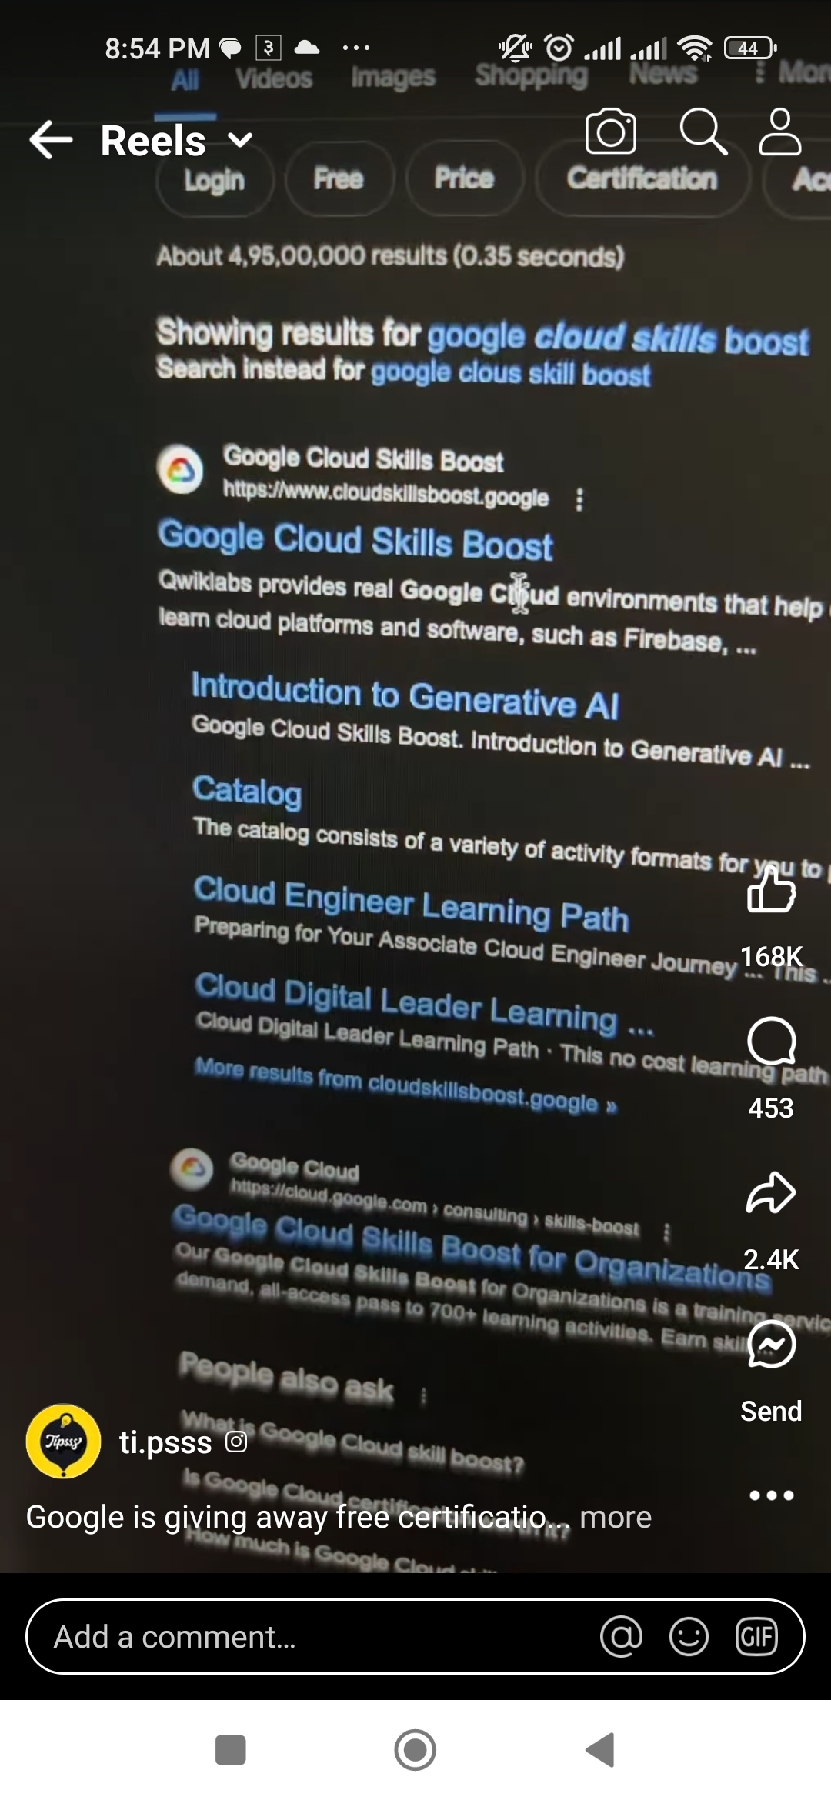 8:54 PM
44
All Videos Images Shopping News
Reels
Login Free Price Certification
About 4,95,00,000 results (0.35 seconds)
Showing results for google cloud skills boost
Search instead for google clous skill boost
Google Cloud Skills Boost
https://www.cloudskillsboost.google
Google Cloud Skills Boost
Qwiklabs provides real Google Cloud environments that help
learn cloud platforms and software, such as Firebase, ...
Introduction to Generative AI
Google Cloud Skills Boost. Introduction to Generative AI ...
Catalog
The catalog consists of a variety of activity formats for you to
Cloud Engineer Learning Path
Preparing for Your Associate Cloud Engineer Journey ... This ...
168K
Cloud Digital Leader Learning ...
Cloud Digital Leader Learning Path · This no cost learning path
More results from cloudskillsboost.google »
453
Google Cloud
https://cloud.google.com › consulting › skills-boost
Google Cloud Skills Boost for Organizations
2.4K
Our Google Cloud Skills Boost for Organizations is a training
demand, all-access pass to 700+ learning activities. Earn
People also ask
Send
What is Google Cloud skill boost?
Tipsss
ti.psss
Is Google Cloud
Google is giving away free certificatio... more
How much is Google Cloud
Add a comment...
GIF